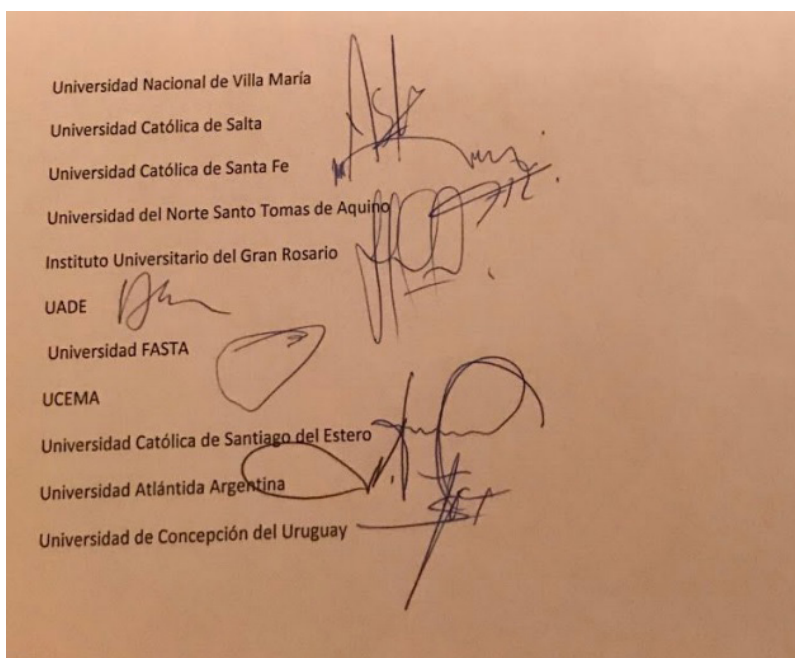 Universidad Nacional de Villa María
Universidad Católica de Salta
Universidad Católica de Santa Fe
Universidad del Norte Santo Tomas de Aquino
Instituto Universitario del Gran Rosario
UADE
Universidad FASTA
UCEMA
Universidad Católica de Santiago del Estero
Universidad Atlántida Argentina
Universidad de Concepción del Uruguay